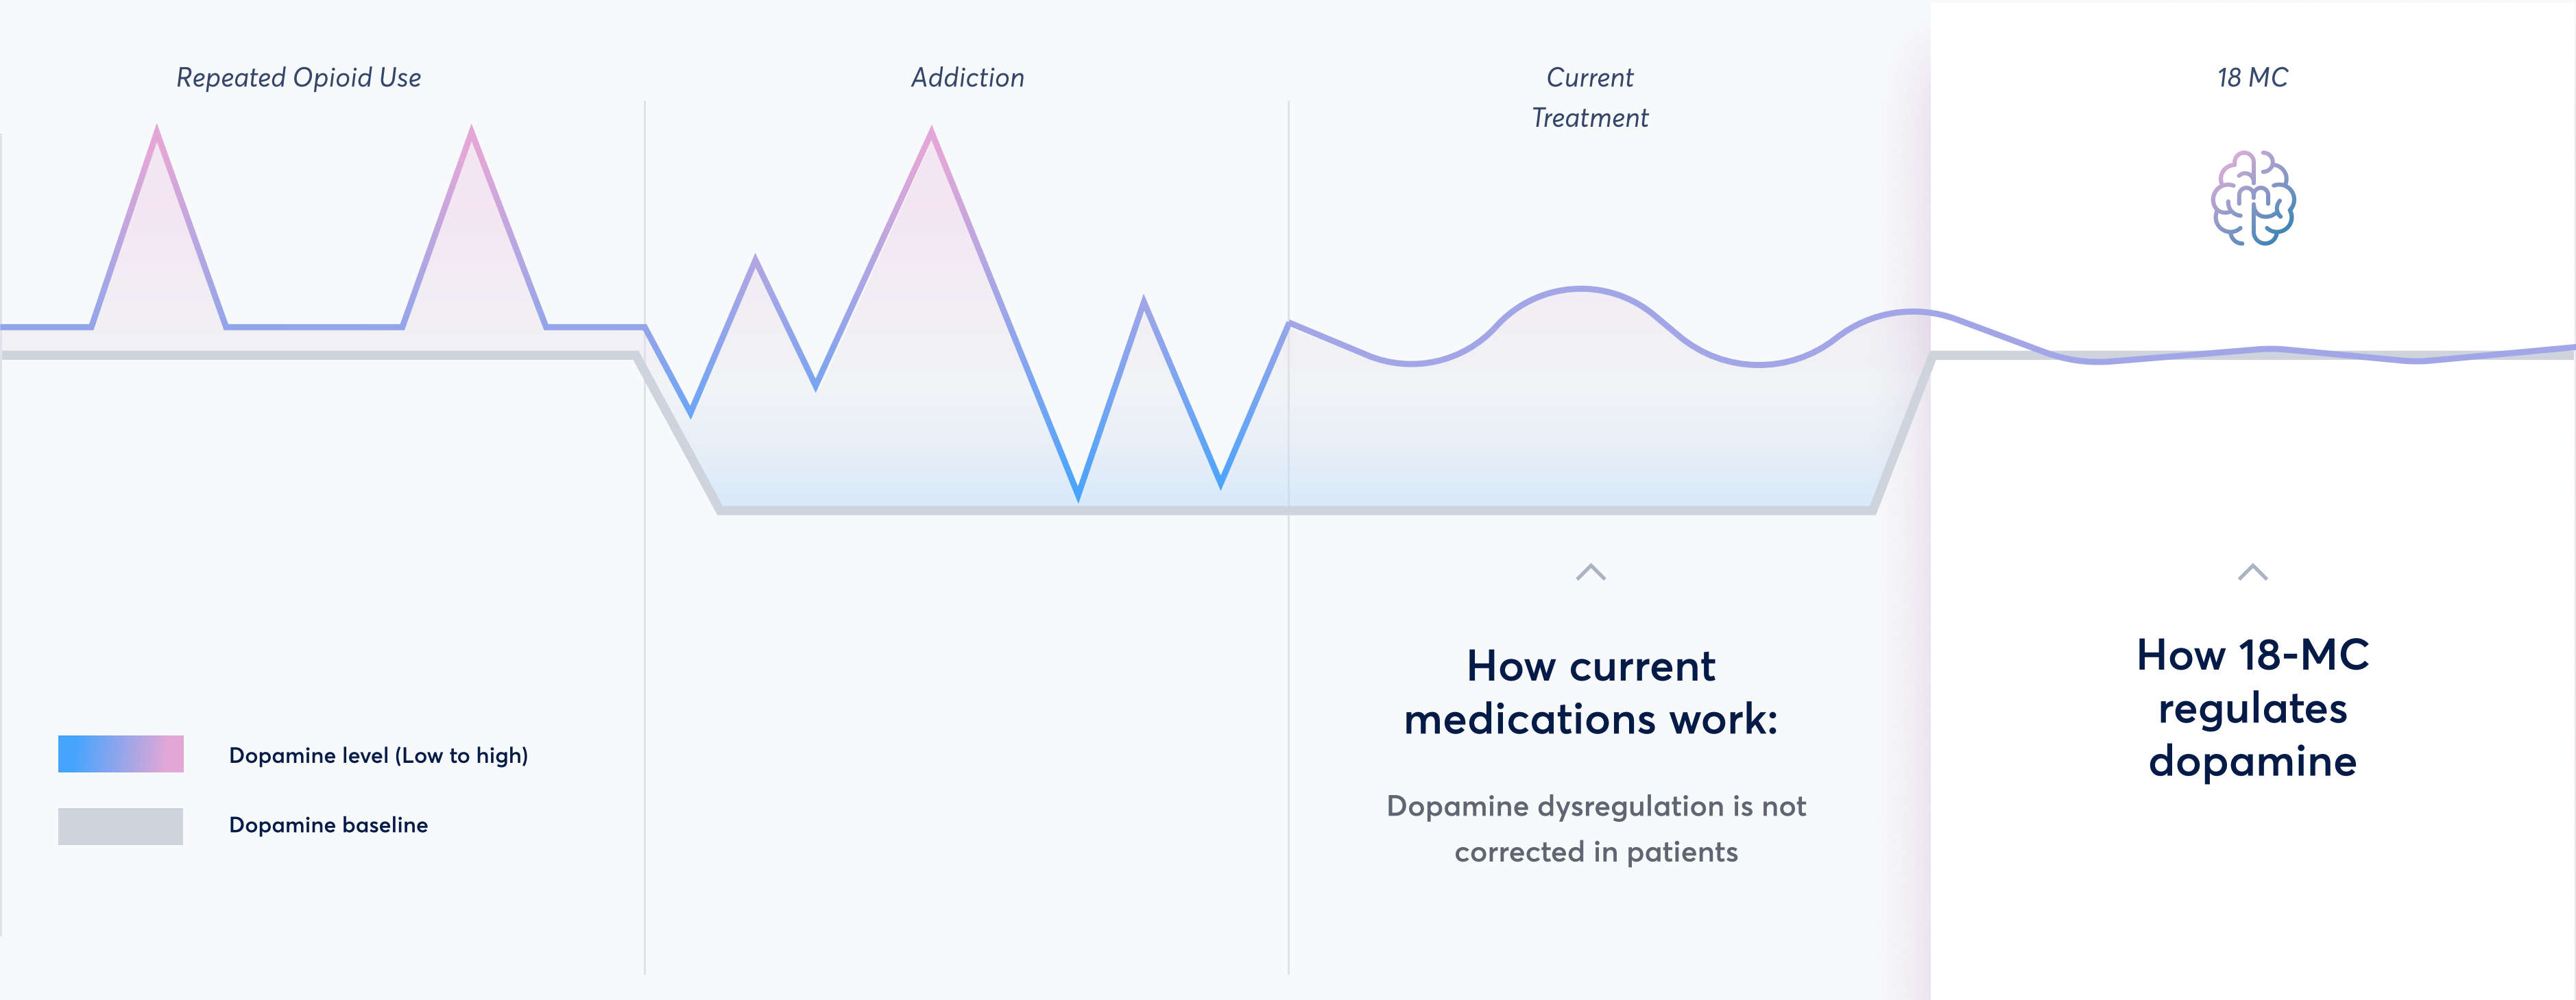 Repeated Opioid Use
Addiction
Current
Treatment
18 MC
How current
medications work:
Dopamine dysregulation is not
corrected in patients
How 18-MC
regulates
dopamine
Dopamine level (Low to high)
Dopamine baseline